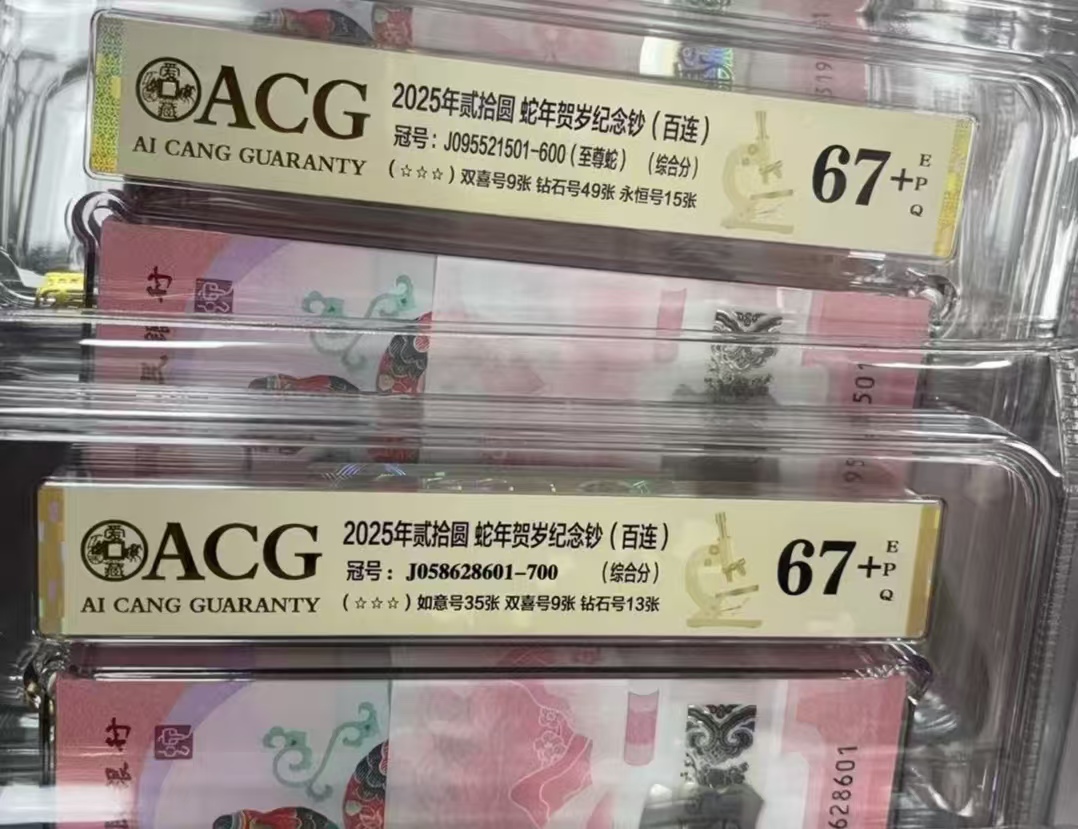 ACG
AI CANG GUARANTY
2025年贰拾圆 蛇年贺岁纪念钞（百连）
冠号：J095521501-600（至尊蛇）（综合分）
（☆☆☆）双喜号9张 钻石号49张 永恒号15张
67+
EPQ
501
ACG
AI CANG GUARANTY
2025年贰拾圆 蛇年贺岁纪念钞（百连）
冠号：J058628601-700 （综合分）
（☆☆☆）如意号35张 双喜号9张 钻石号13张
67+
EPQ
628601